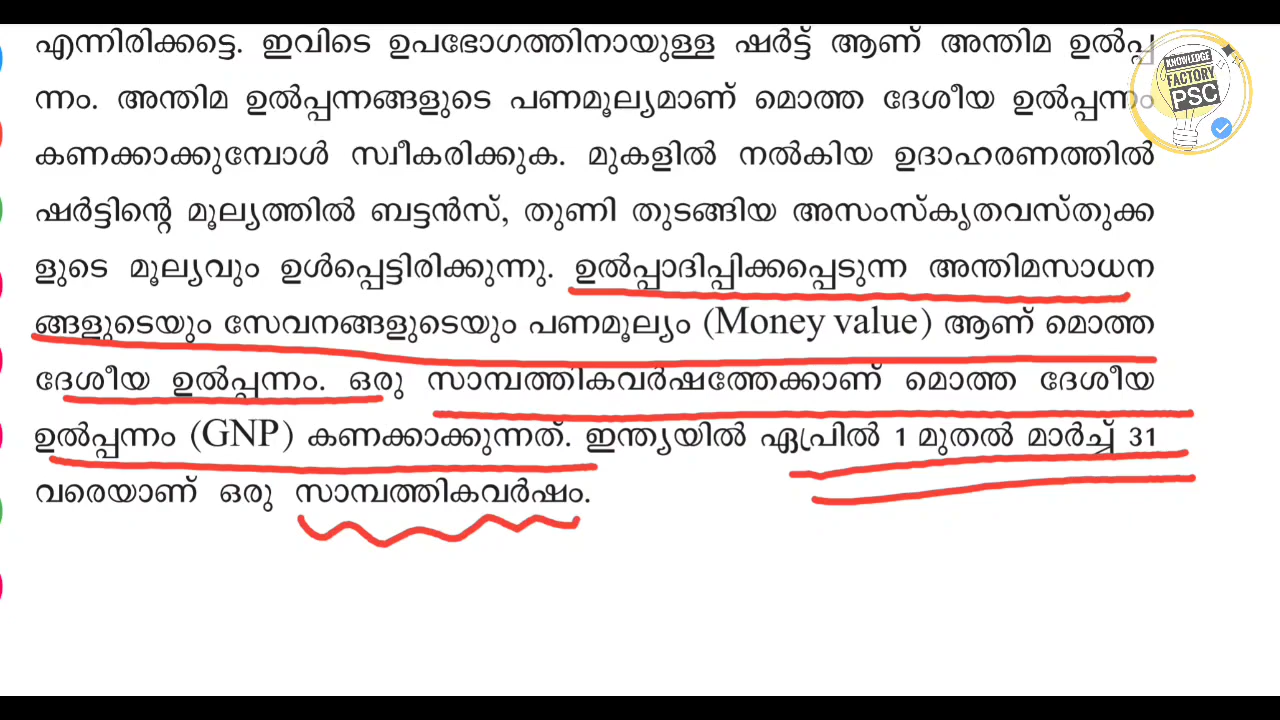 എന്നിരിക്കട്ടെ. ഇവിടെ ഉപഭോഗത്തിനായുള്ള ഷർട്ട് ആണ് അന്തിമ ഉൽപ്പ
ന്നം. അന്തിമ ഉൽപ്പന്നങ്ങളുടെ പണമൂല്യമാണ് മൊത്ത ദേശീയ ഉൽപ്പന്നം
കണക്കാക്കുമ്പോൾ സ്വീകരിക്കുക. മുകളിൽ നൽകിയ ഉദാഹരണത്തിൽ
ഷർട്ടിന്റെ മൂല്യത്തിൽ ബട്ടൻസ്, തുണി തുടങ്ങിയ അസംസ്കൃതവസ്തുക്ക
ളുടെ മൂല്യവും ഉൾപ്പെട്ടിരിക്കുന്നു. ഉൽപ്പാദിപ്പിക്കപ്പെടുന്ന അന്തിമസാധന
ങ്ങളുടെയും സേവനങ്ങളുടെയും പണമൂല്യം (Money value) ആണ് മൊത്ത
ദേശീയ ഉൽപ്പന്നം. ഒരു സാമ്പത്തികവർഷത്തേക്കാണ് മൊത്ത ദേശീയ
ഉൽപ്പന്നം (GNP) കണക്കാക്കുന്നത്. ഇന്ത്യയിൽ ഏപ്രിൽ 1 മുതൽ മാർച്ച് 31
വരെയാണ് ഒരു സാമ്പത്തികവർഷം.
KNOWLEDGE
FACTORY
PSC